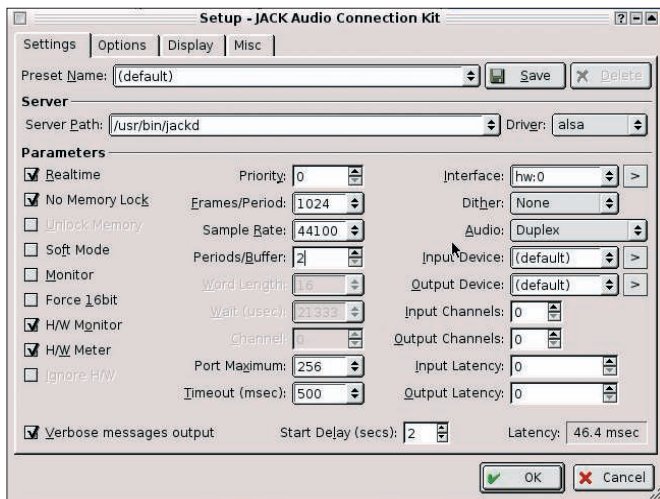 Setup - JACK Audio Connection Kit
Settings Options Display Misc
Preset Name: (default) Save Delete
Server
Server Path: /usr/bin/jackd Driver: alsa
Parameters
Realtime Priority: 0 Interface: hw:0 >
No Memory Lock Frames/Period: 1024 Dither: None
Unlock Memory Sample Rate: 44100 Audio: Duplex
Soft Mode Periods/Buffer: 2 Input Device: (default) >
Monitor Word Length: 16 Output Device: (default) >
Force 16bit Wait (usec): 21333 Input Channels: 0
H/W Monitor Channel: 0 Output Channels: 0
H/W Meter Port Maximum: 256 Input Latency: 0
Ignore H/W Timeout (msec): 500 Output Latency: 0
Verbose messages output Start Delay (secs): 2 Latency: 46.4 msec
OK Cancel